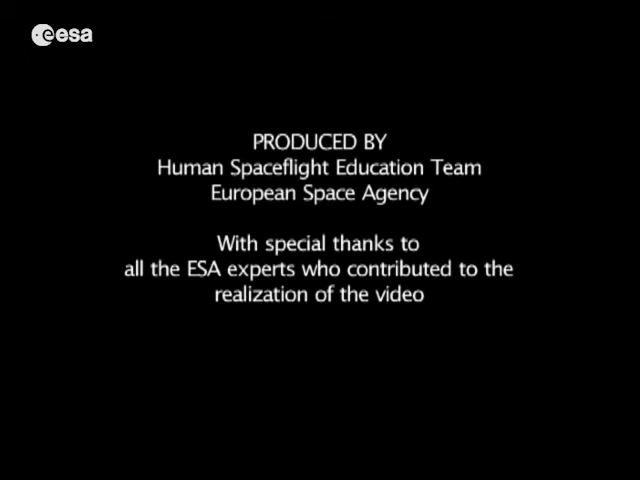 esa
PRODUCED BY
Human Spaceflight Education Team
European Space Agency
With special thanks to
all the ESA experts who contributed to the
realization of the video